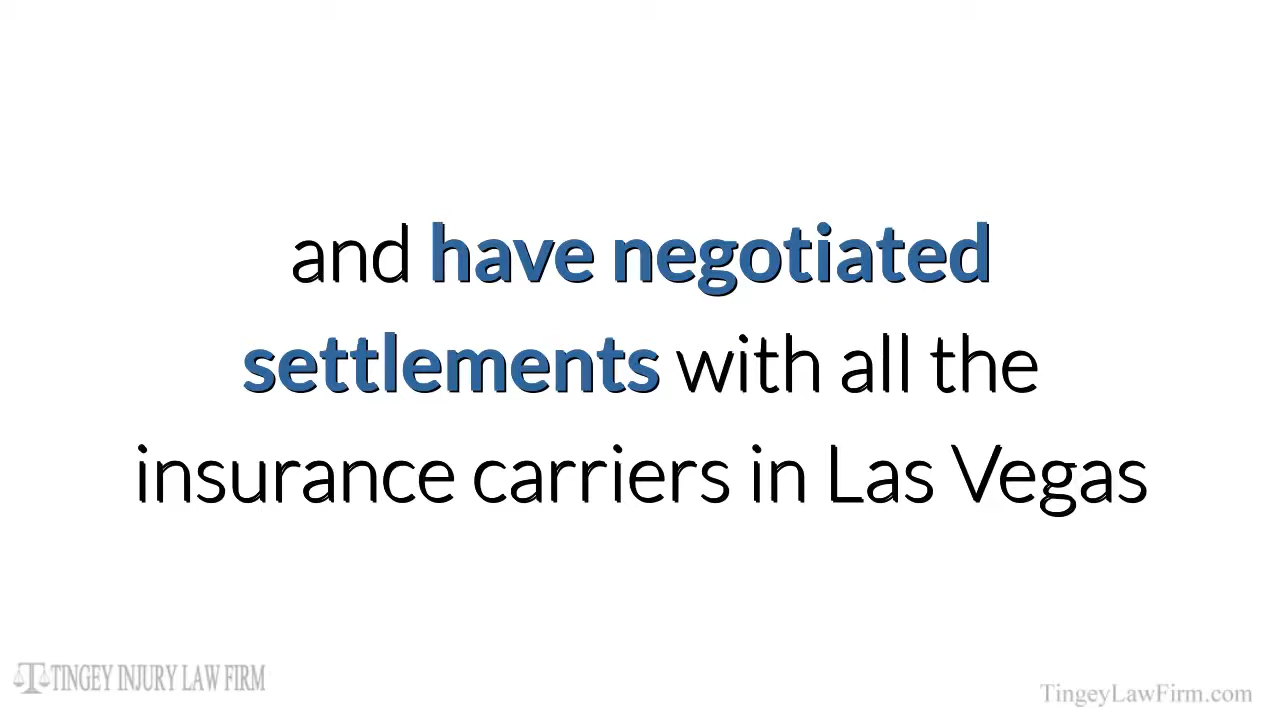 and have negotiated
settlements with all the
insurance carriers in Las Vegas
TINGEY INJURY LAW FIRM
TingeyLawFirm.com